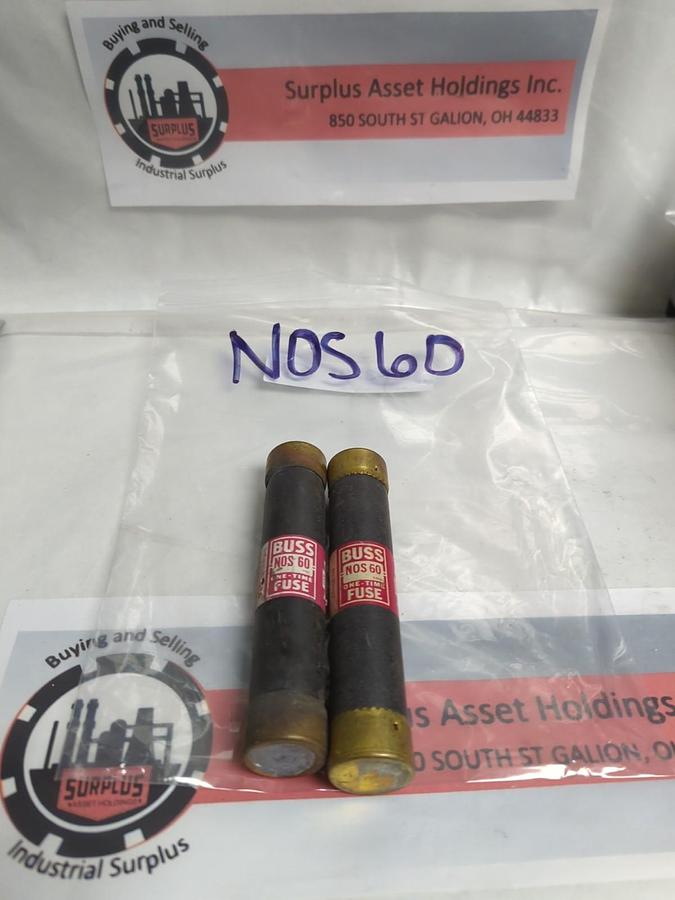 Buying and Selling
SURPLUS
Industrial Surplus
Surplus Asset Holdings Inc.
850 SOUTH ST GALION, OH 44833
NOS60
BUSS
NOS 60
ONE-TIME
FUSE
BUSS
NOS 60
ONE-TIME
FUSE
Buying and Selling
SURPLUS
ASSET HOLDINGS
Industrial Surplus
us Asset Holdings
0 SOUTH ST GALION, O